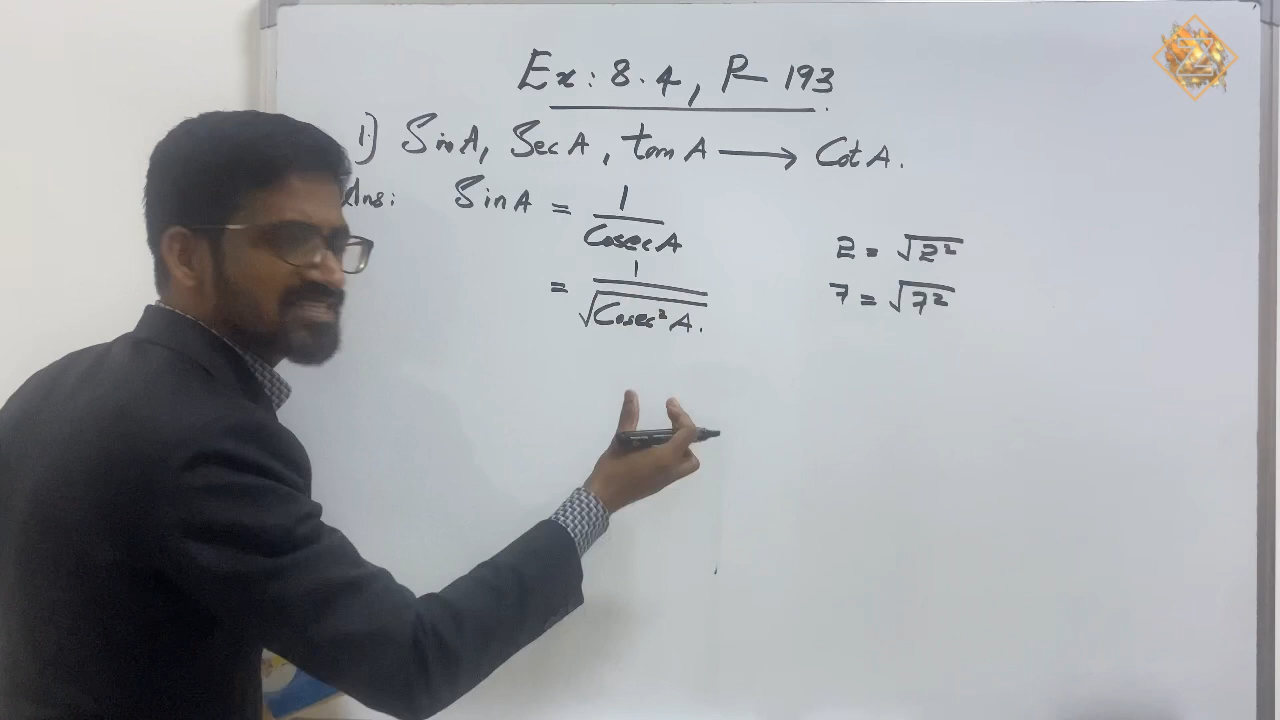 Ex: 8.4, P 193
1) Sin A, Sec A, tan A ⟶ Cot A.
Ans: Sin A = 1/Cosec A
= 1/√Cosec² A.
2 = √2²
7 = √7²
Z